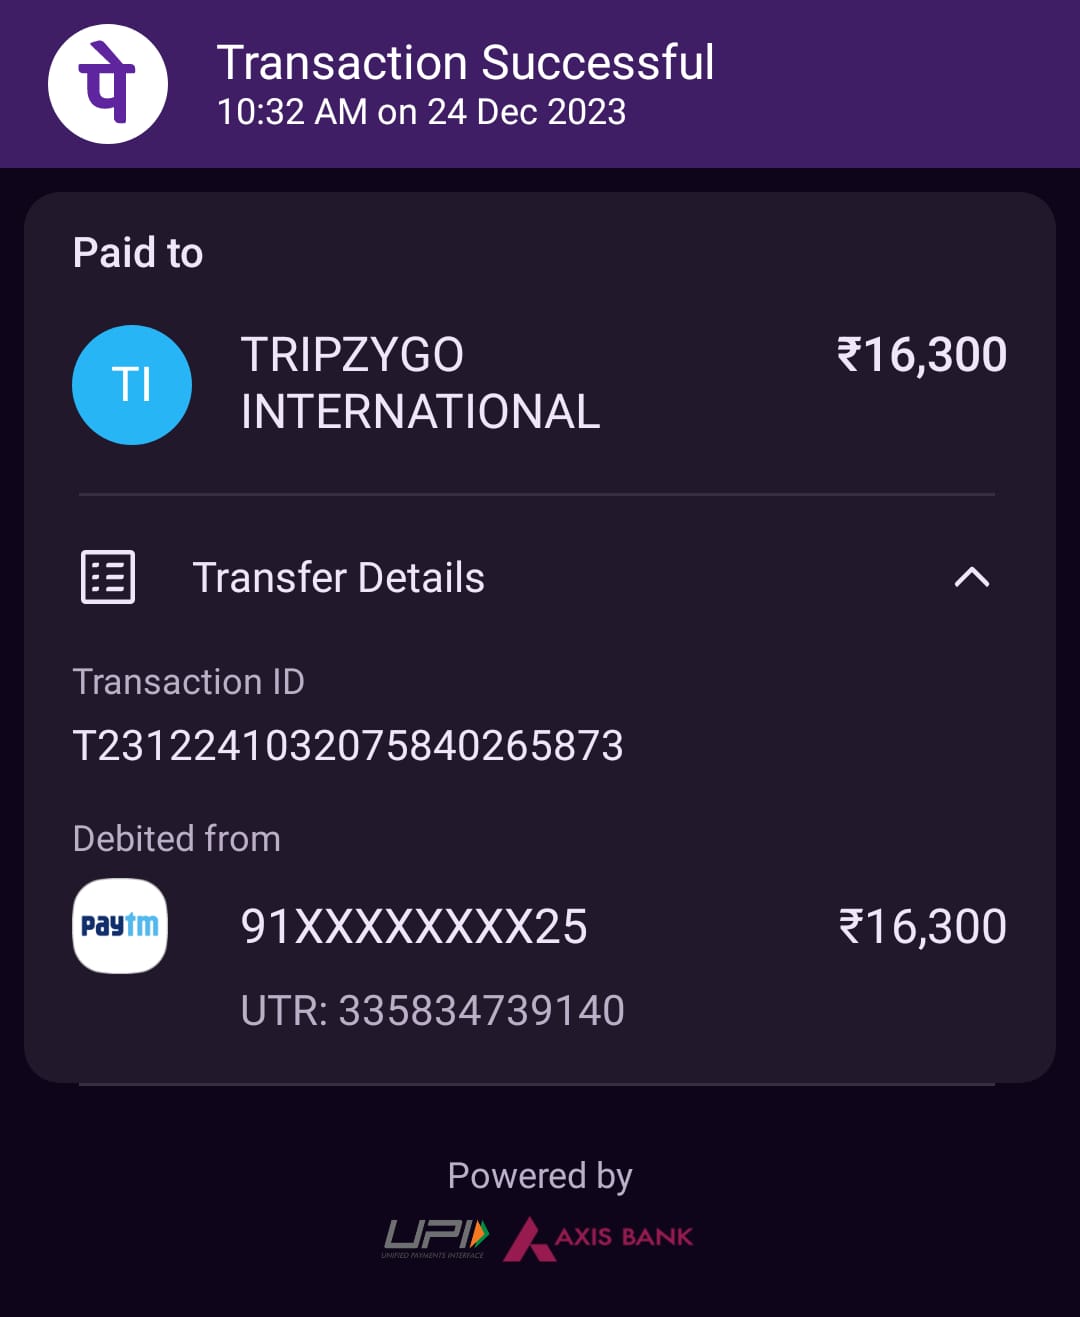 पे
Transaction Successful
10:32 AM on 24 Dec 2023
Paid to
TI
TRIPZYGO
INTERNATIONAL
₹16,300
Transfer Details
Transaction ID
T2312241032075840265873
Debited from
paytm
91XXXXXXXX25
₹16,300
UTR: 335834739140
Powered by
UPI
UNIFIED PAYMENTS INTERFACE
AXIS BANK